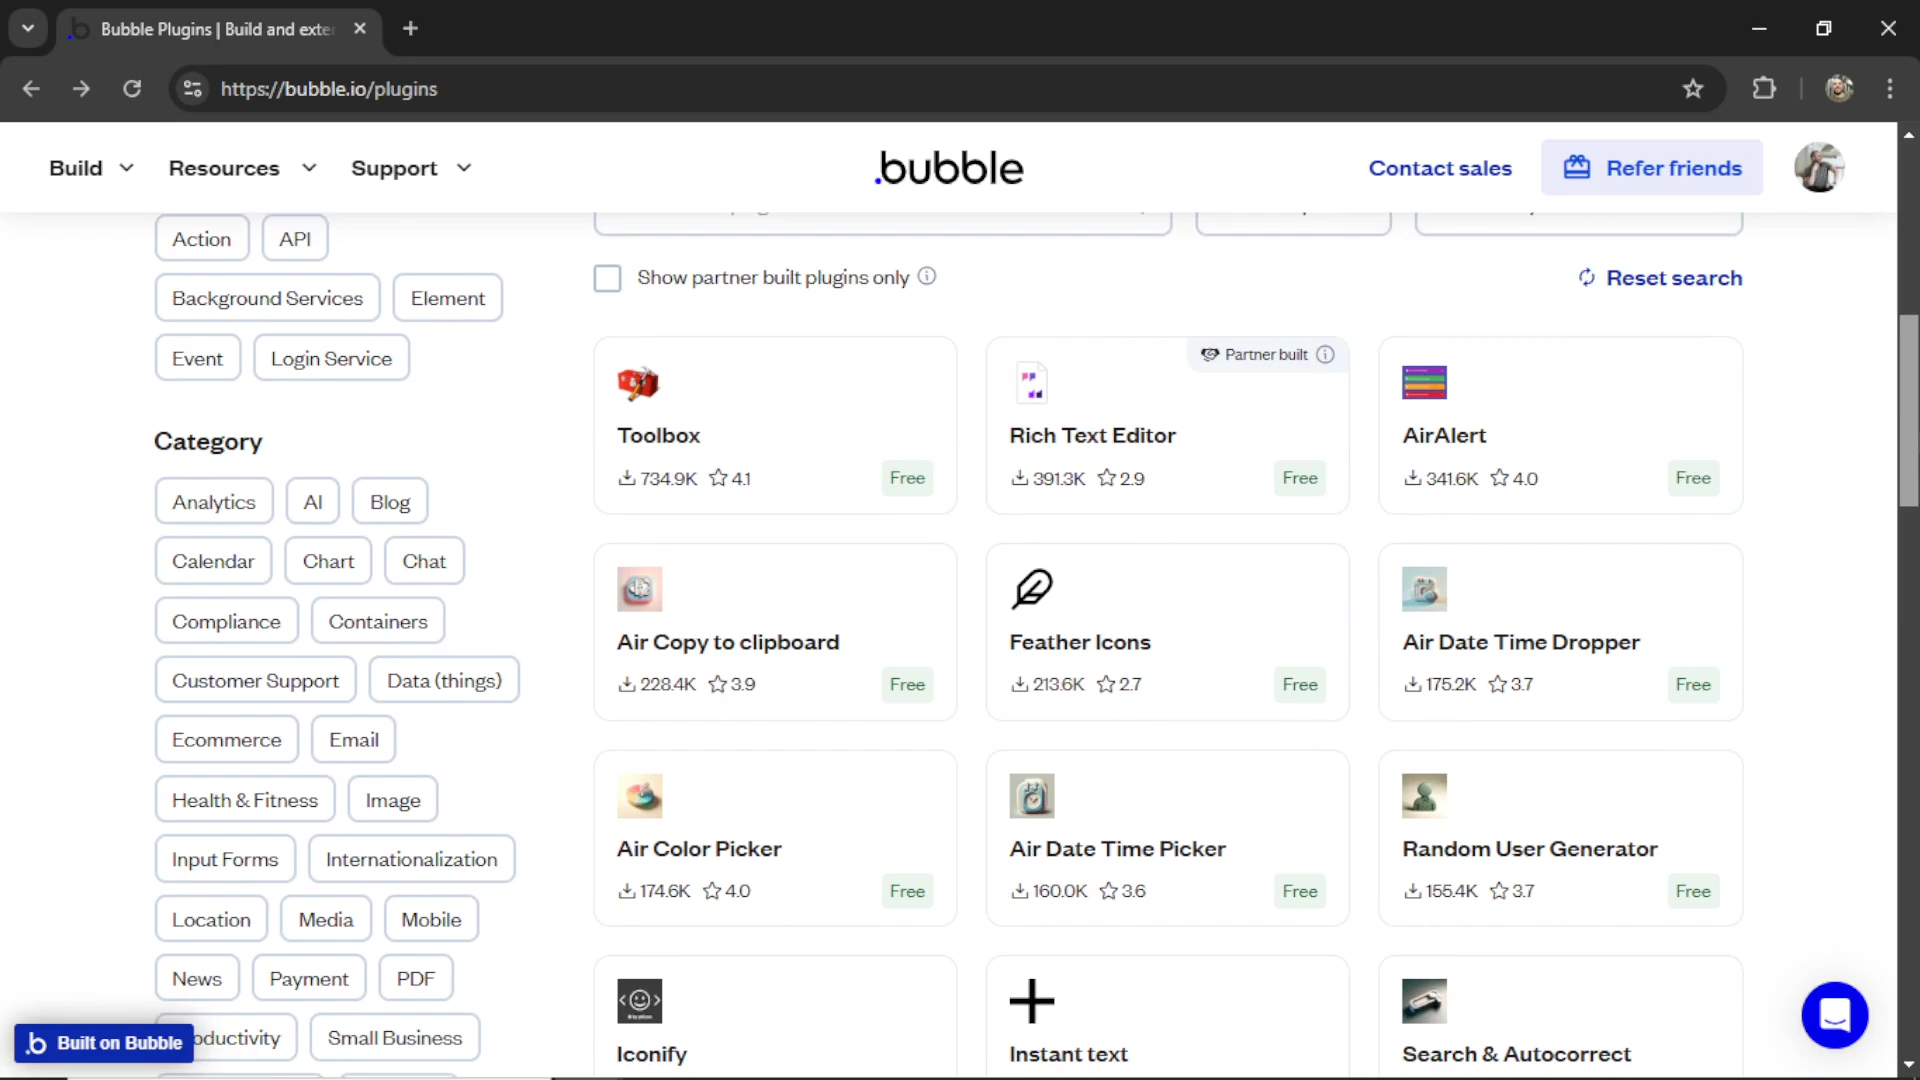 Bubble Plugins | Build and exte
https://bubble.io/plugins
Build
Resources
Support
.bubble
Contact sales
Refer friends
Action
API
Background Services
Element
Event
Login Service
Category
Analytics
AI
Blog
Calendar
Chart
Chat
Compliance
Containers
Customer Support
Data (things)
Ecommerce
Email
Health & Fitness
Image
Input Forms
Internationalization
Location
Media
Mobile
News
Payment
PDF
oductivity
Small Business
b Built on Bubble
Show partner built plugins only
Reset search
Toolbox
734.9K 4.1
Free
Partner built
Rich Text Editor
391.3K 2.9
Free
AirAlert
341.6K 4.0
Free
Air Copy to clipboard
228.4K 3.9
Free
Feather Icons
213.6K 2.7
Free
Air Date Time Dropper
175.2K 3.7
Free
Air Color Picker
174.6K 4.0
Free
Air Date Time Picker
160.0K 3.6
Free
Random User Generator
155.4K 3.7
Free
Iconify
Instant text
Search & Autocorrect